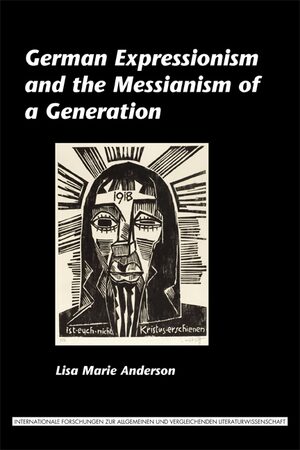 German Expressionism
and the Messianism of
a Generation
1918
ist·euch·nicht· Kristus·erschienen
Lisa Marie Anderson
INTERNATIONALE FORSCHUNGEN ZUR ALLGEMEINEN UND VERGLEICHENDEN LITERATURWISSENSCHAFT